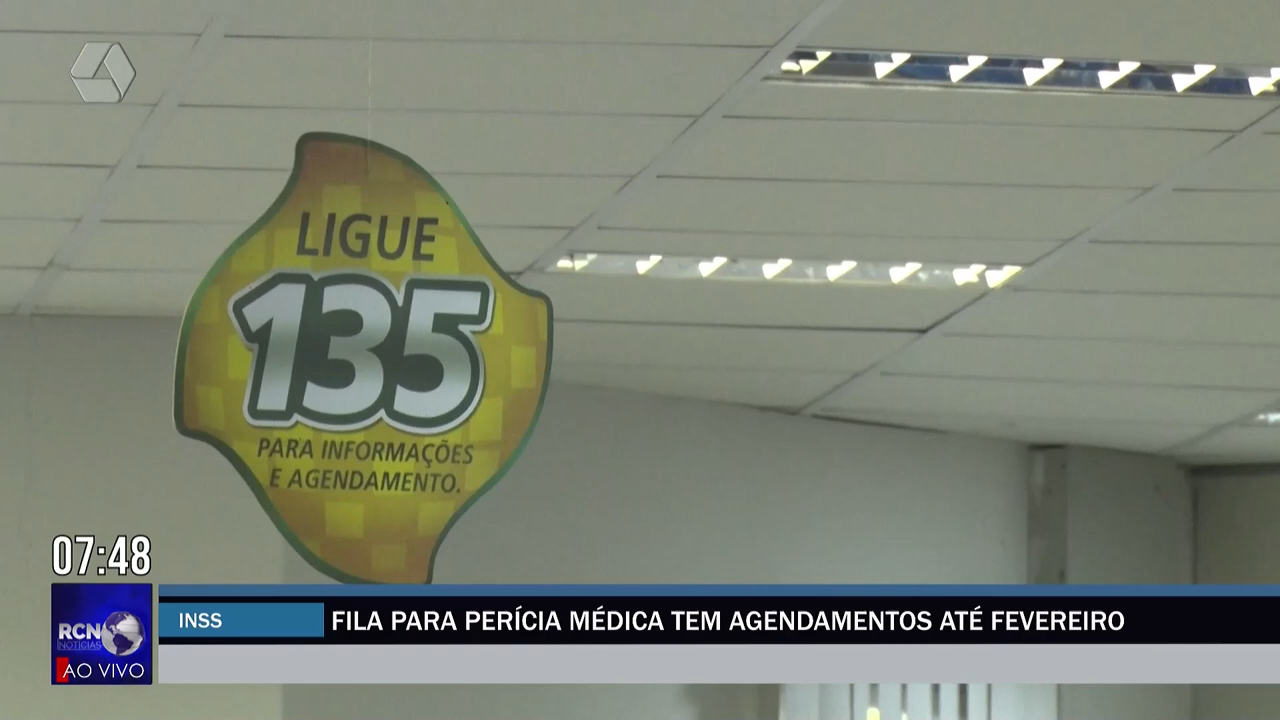 LIGUE
135
PARA INFORMAÇÕES
E AGENDAMENTO.
07:48
RCN
NOTÍCIAS
AO VIVO
INSS
FILA PARA PERÍCIA MÉDICA TEM AGENDAMENTOS ATÉ FEVEREIRO